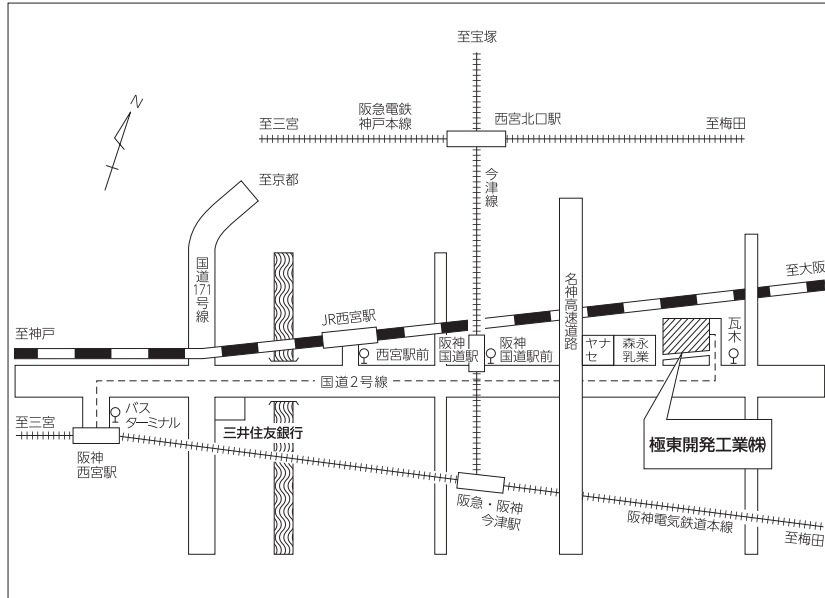 至宝塚
N
阪急電鉄
神戸本線
西宮北口駅
至三宮
至梅田
今津線
至京都
国道171号線
名神高速道路
至大阪
JR西宮駅
至神戸
西宮駅前
阪神
国道駅
阪神
国道駅前
ヤナセ
森永
乳業
瓦木
国道2号線
バス
ターミナル
至三宮
三井住友銀行
極東開発工業㈱
阪神
西宮駅
阪急・阪神
今津駅
阪神電気鉄道本線
至梅田